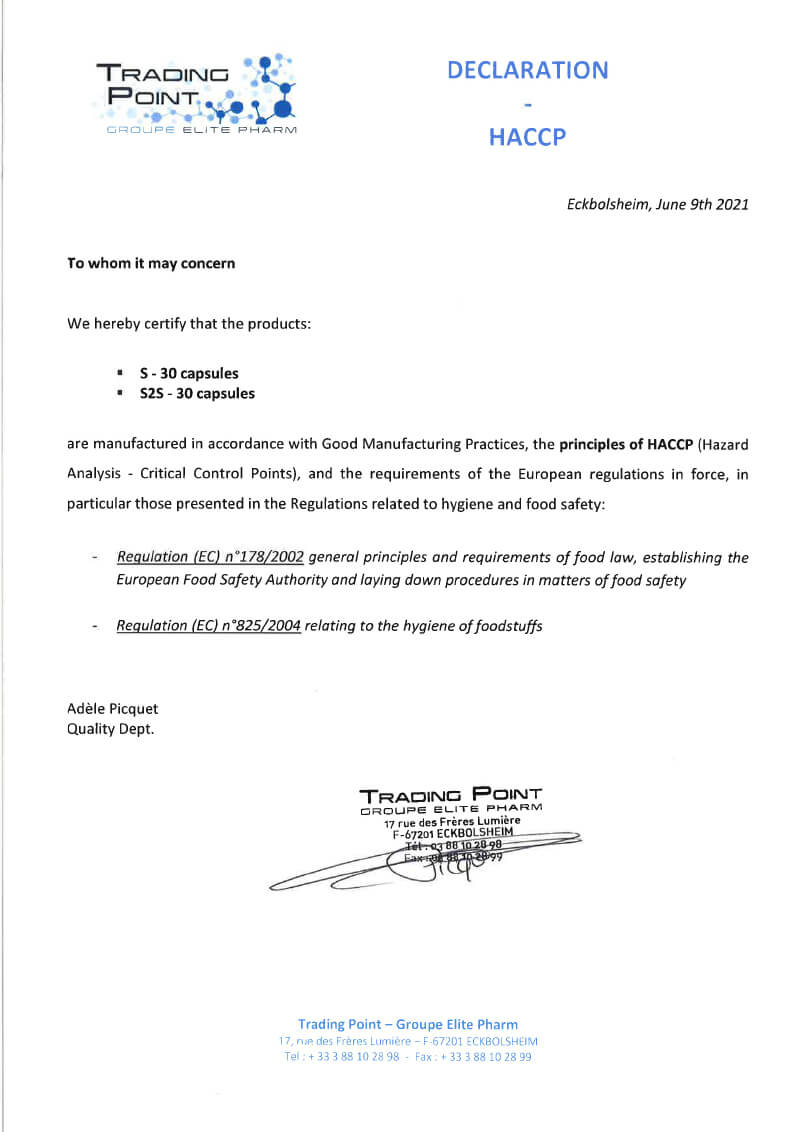 TRADING
POINT
GROUPE ELITE PHARM
DECLARATION
-
HACCP
Eckbolsheim, June 9th 2021
To whom it may concern
We hereby certify that the products:
▪ S - 30 capsules
▪ S2S - 30 capsules
are manufactured in accordance with Good Manufacturing Practices, the principles of HACCP (Hazard
Analysis - Critical Control Points), and the requirements of the European regulations in force, in
particular those presented in the Regulations related to hygiene and food safety:
- Regulation (EC) n°178/2002 general principles and requirements of food law, establishing the
European Food Safety Authority and laying down procedures in matters of food safety
- Regulation (EC) n°825/2004 relating to the hygiene of foodstuffs
Adèle Picquet
Quality Dept.
TRADING POINT
GROUPE ELITE PHARM
17 rue des Frères Lumière
F-67201 ECKBOLSHEIM
Tél : 03 88 10 28 98
Fax : 03 88 10 28 99
Trading Point – Groupe Elite Pharm
17, rue des Frères Lumière – F-67201 ECKBOLSHEIM
Tel : + 33 3 88 10 28 98 - Fax : + 33 3 88 10 28 99